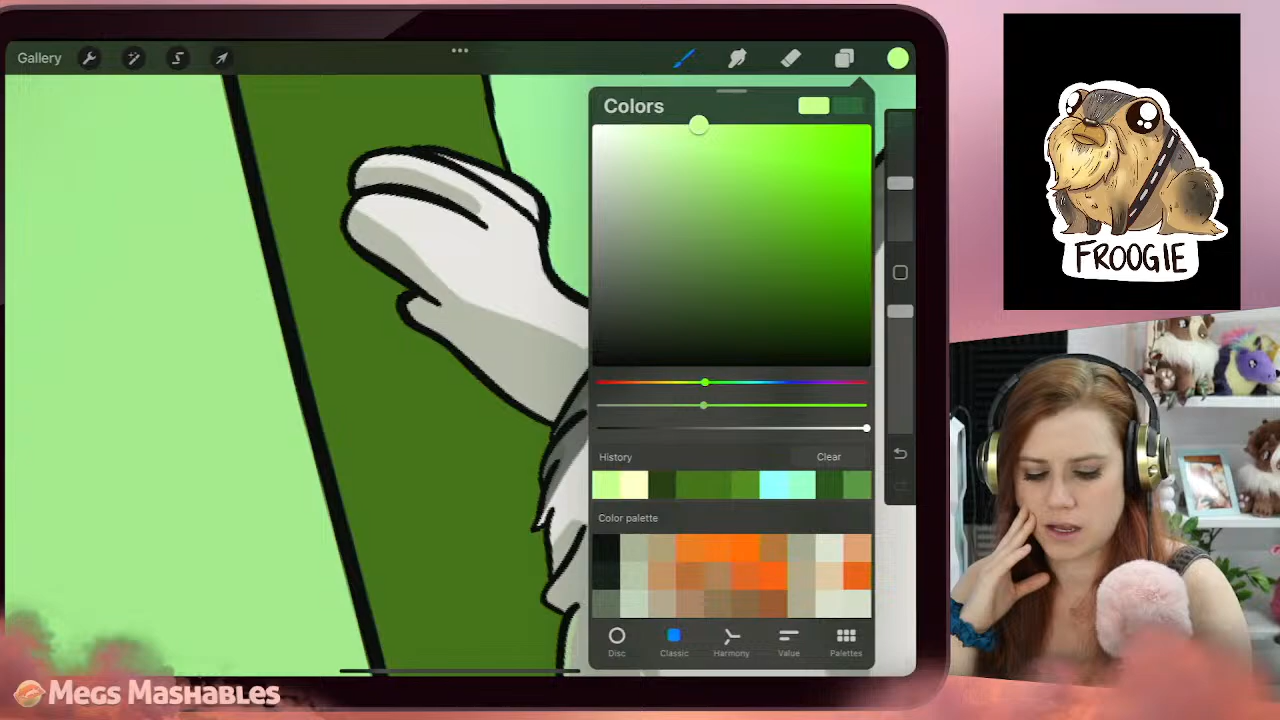 Gallery
Colors
History
Clear
Color palette
Disc
Classic
Harmony
Value
Palettes
FROOGIE
MEGS MASHABLES